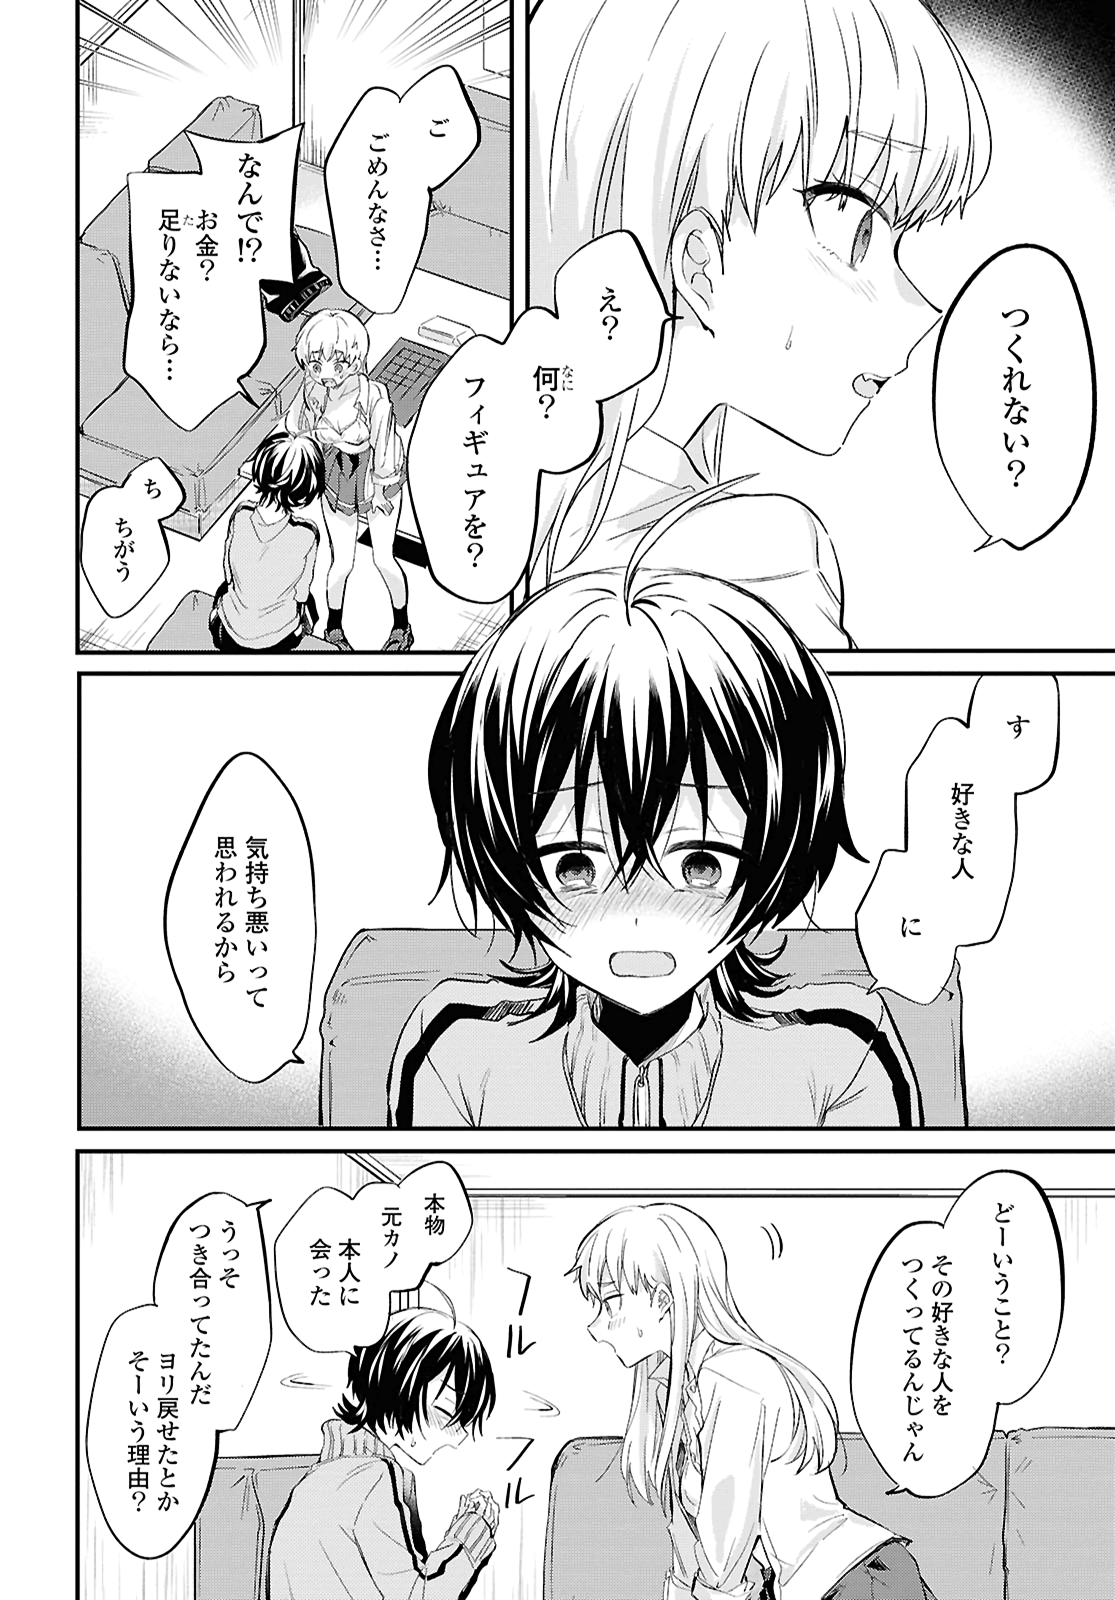 つくれない？
え？
何？
フィギュアを？
ご
ごめんなさ…
なんで!?
お金？
足りないなら…
ち
ちがう
す
好きな人
に
気持ち悪いって
思われるから
どーいうこと？
その好きな人を
つくってるんじゃん
本物
元カノ
本人に
会った
うっそ
つき合ってたんだ
ヨリ戻せたとか
そーいう理由？
フル
フル